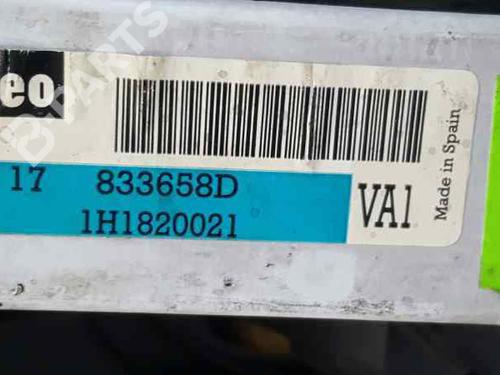 eo
17 833658D
1H1820021
VA1
Made in Spain
B-PARTS